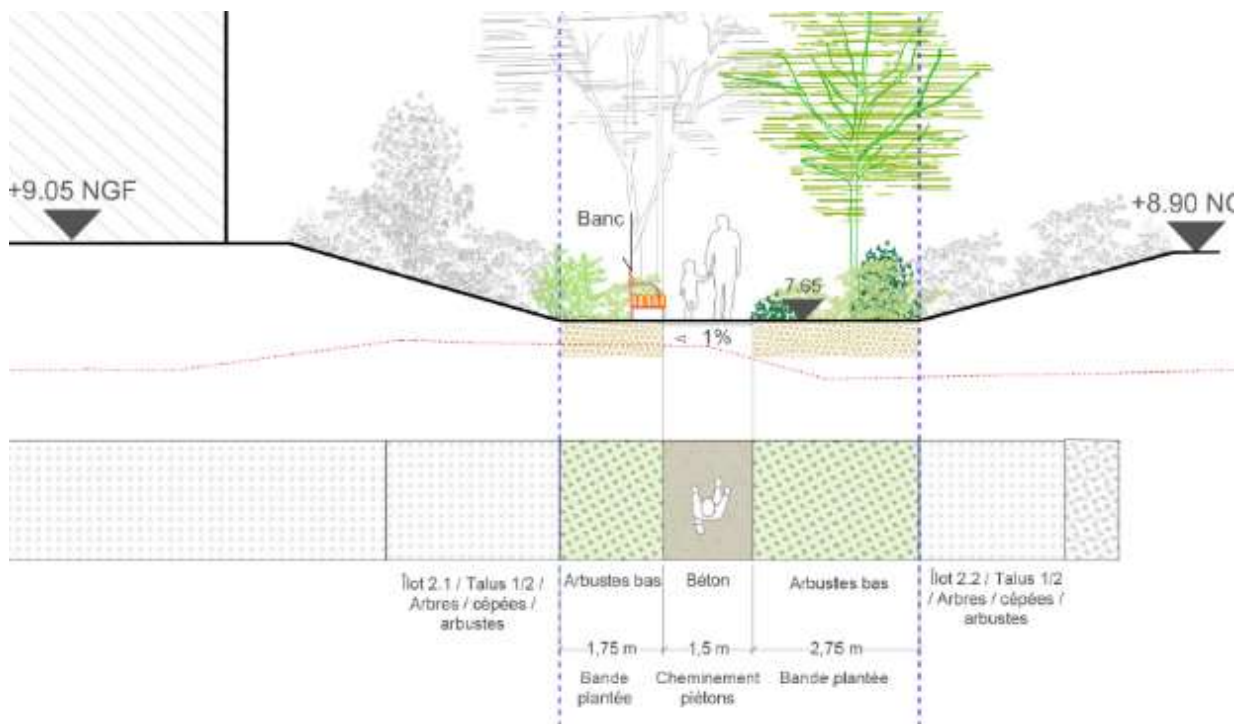 +9.05 NGF
Banc
+8.90 NG
7.65
< 1%
Îlot 2.1 / Talus 1/2 /
Arbres / cépées /
arbustes
Arbustes bas
Béton
Arbustes bas
Îlot 2.2 / Talus 1/2
/ Arbres / cépées /
arbustes
1,75 m
1,5 m
2,75 m
Bande
plantée
Cheminement
piétons
Bande plantée